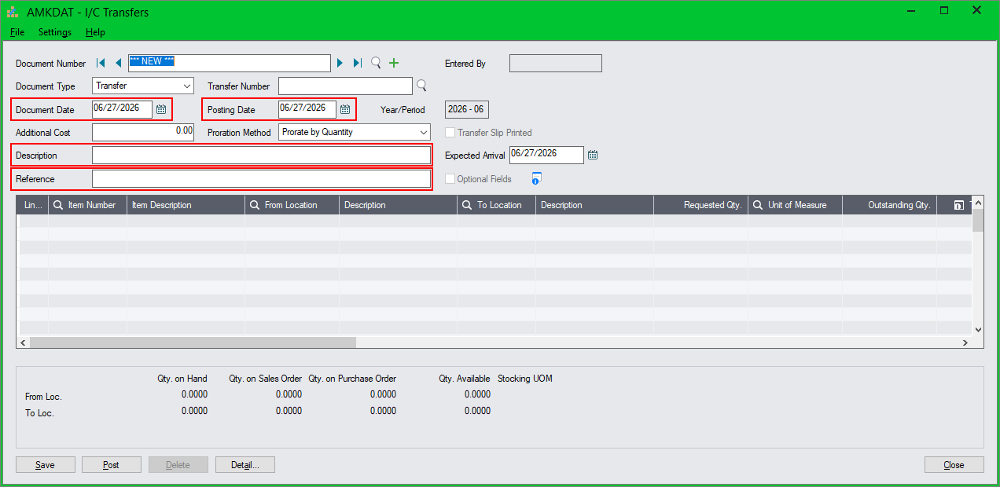 AMKDAT - I/C Transfers
File Settings Help
Document Number *** NEW *** Entered By
Document Type Transfer Transfer Number
Document Date 06/27/2026 Posting Date 06/27/2026 Year/Period 2026 - 06
Additional Cost 0.00 Proration Method Prorate by Quantity Transfer Slip Printed
Description Expected Arrival 06/27/2026
Reference Optional Fields
Lin... Item Number Item Description From Location Description To Location Description Requested Qty. Unit of Measure Outstanding Qty.
Qty. on Hand Qty. on Sales Order Qty. on Purchase Order Qty. Available Stocking UOM
From Loc. 0.0000 0.0000 0.0000 0.0000
To Loc. 0.0000 0.0000 0.0000 0.0000
Save Post Delete Detail... Close